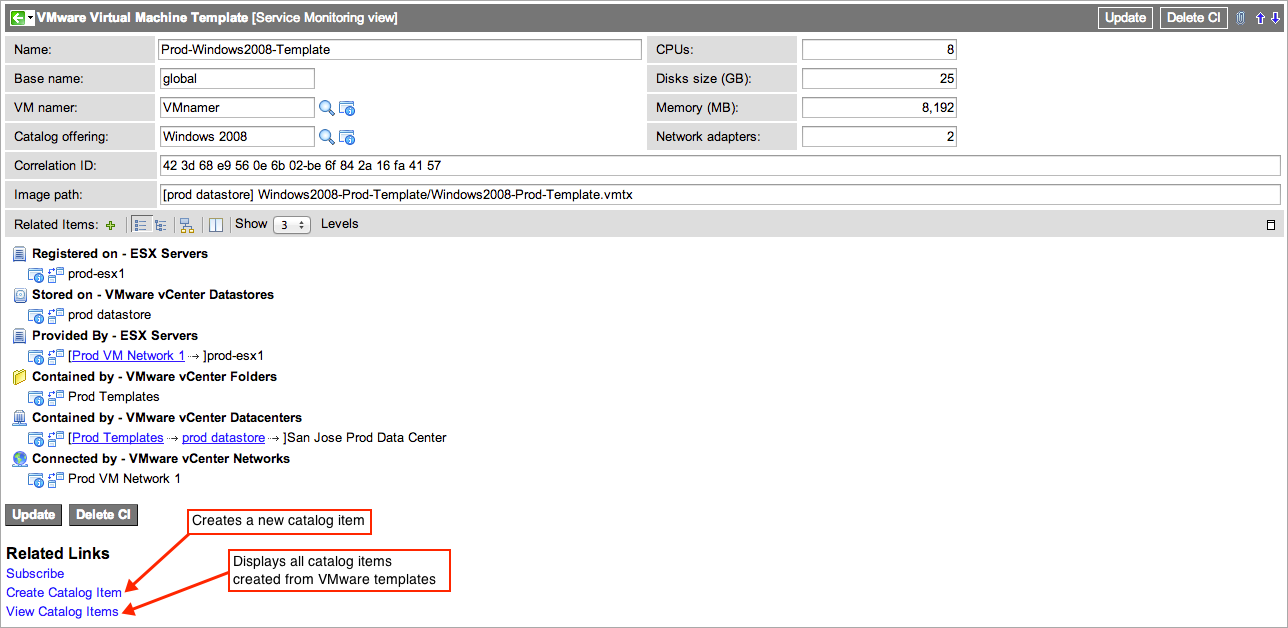 VMware Virtual Machine Template [Service Monitoring view] Update Delete CI
Name: Prod-Windows2008-Template CPUs: 8
Base name: global Disks size (GB): 25
VM namer: VMnamer Memory (MB): 8,192
Catalog offering: Windows 2008 Network adapters: 2
Correlation ID: 42 3d 68 e9 56 0e 6b 02-be 6f 84 2a 16 fa 41 57
Image path: [prod datastore] Windows2008-Prod-Template/Windows2008-Prod-Template.vmtx
Related Items: Show 3 Levels
Registered on - ESX Servers
prod-esx1
Stored on - VMware vCenter Datastores
prod datastore
Provided By - ESX Servers
[Prod VM Network 1 → ]prod-esx1
Contained by - VMware vCenter Folders
Prod Templates
Contained by - VMware vCenter Datacenters
[Prod Templates → prod datastore → ]San Jose Prod Data Center
Connected by - VMware vCenter Networks
Prod VM Network 1
Update Delete CI
Creates a new catalog item
Related Links
Displays all catalog items
created from VMware templates
Subscribe
Create Catalog Item
View Catalog Items